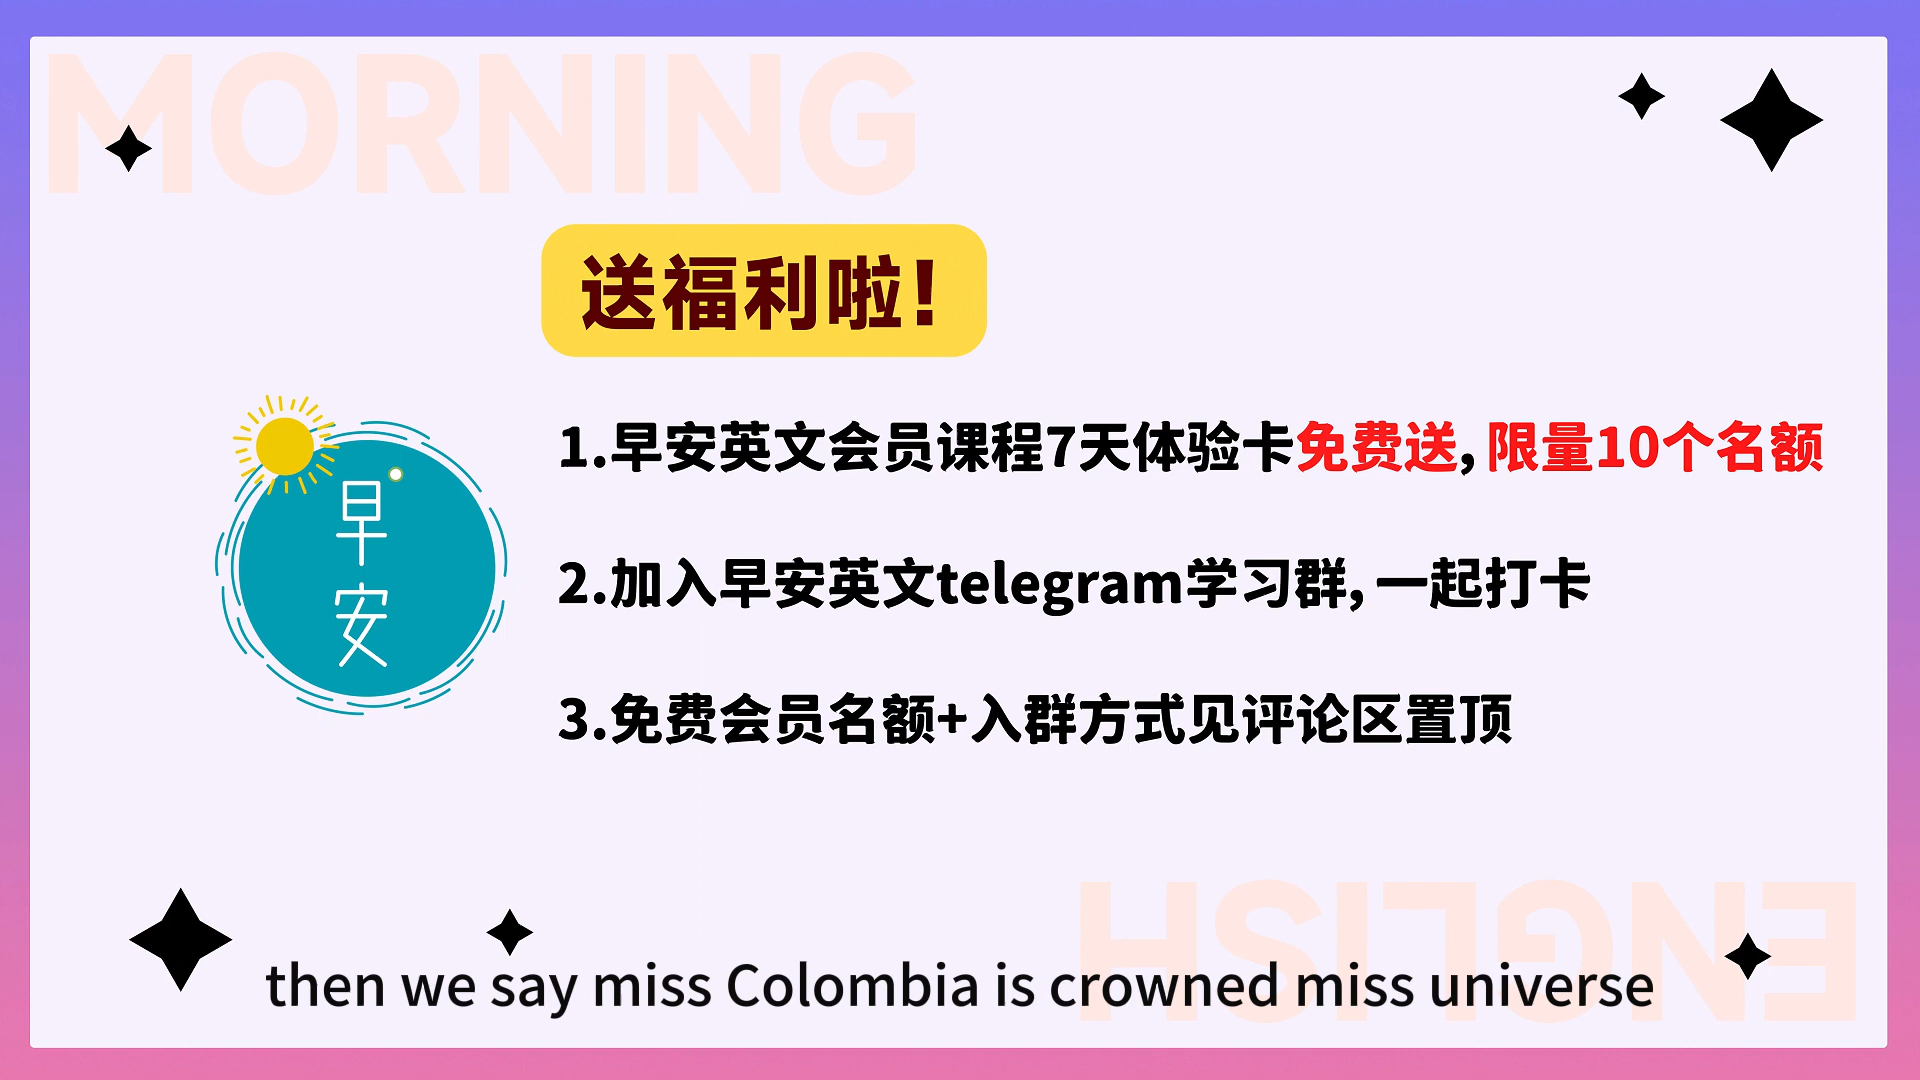 MORNING
送福利啦!
1.早安英文会员课程7天体验卡免费送,限量10个名额
早
安
2.加入早安英文telegram学习群,一起打卡
3.免费会员名额+入群方式见评论区置顶
ENGLISH
then we say miss Colombia is crowned miss universe